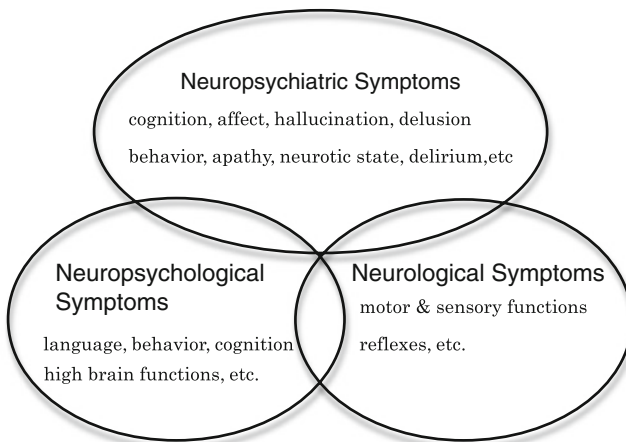 Neuropsychiatric Symptoms
cognition, affect, hallucination, delusion
behavior, apathy, neurotic state, delirium,etc
Neuropsychological
Symptoms
language, behavior, cognition
high brain functions, etc.
Neurological Symptoms
motor & sensory functions
reflexes, etc.